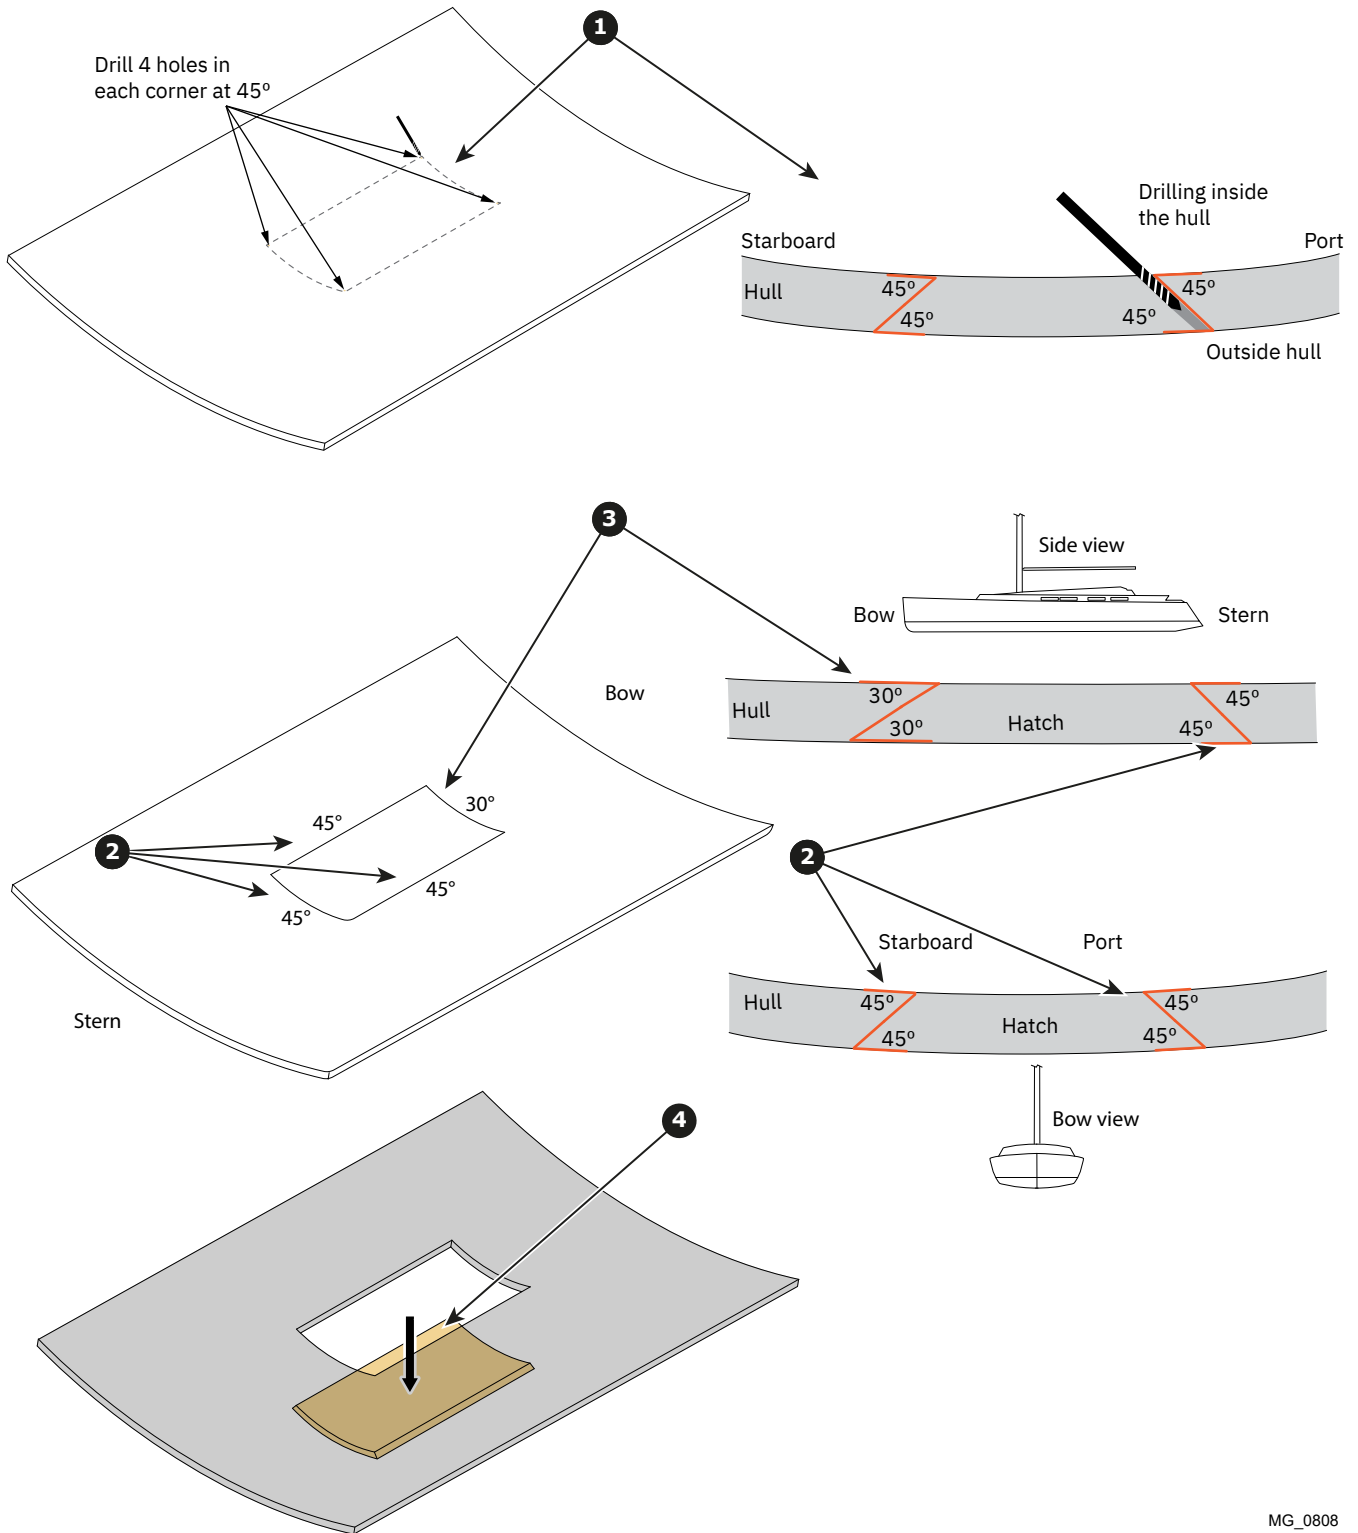 1
Drill 4 holes in
each corner at 45º
Drilling inside
the hull
Starboard
Port
Hull
45º
45º
45º
45º
Outside hull
3
Side view
Bow
Stern
Bow
Hull
30º
30º
Hatch
45º
45º
30°
45°
2
45°
45°
2
Starboard
Port
Hull
45º
45º
Hatch
45º
45º
Stern
4
Bow view
MG_0808